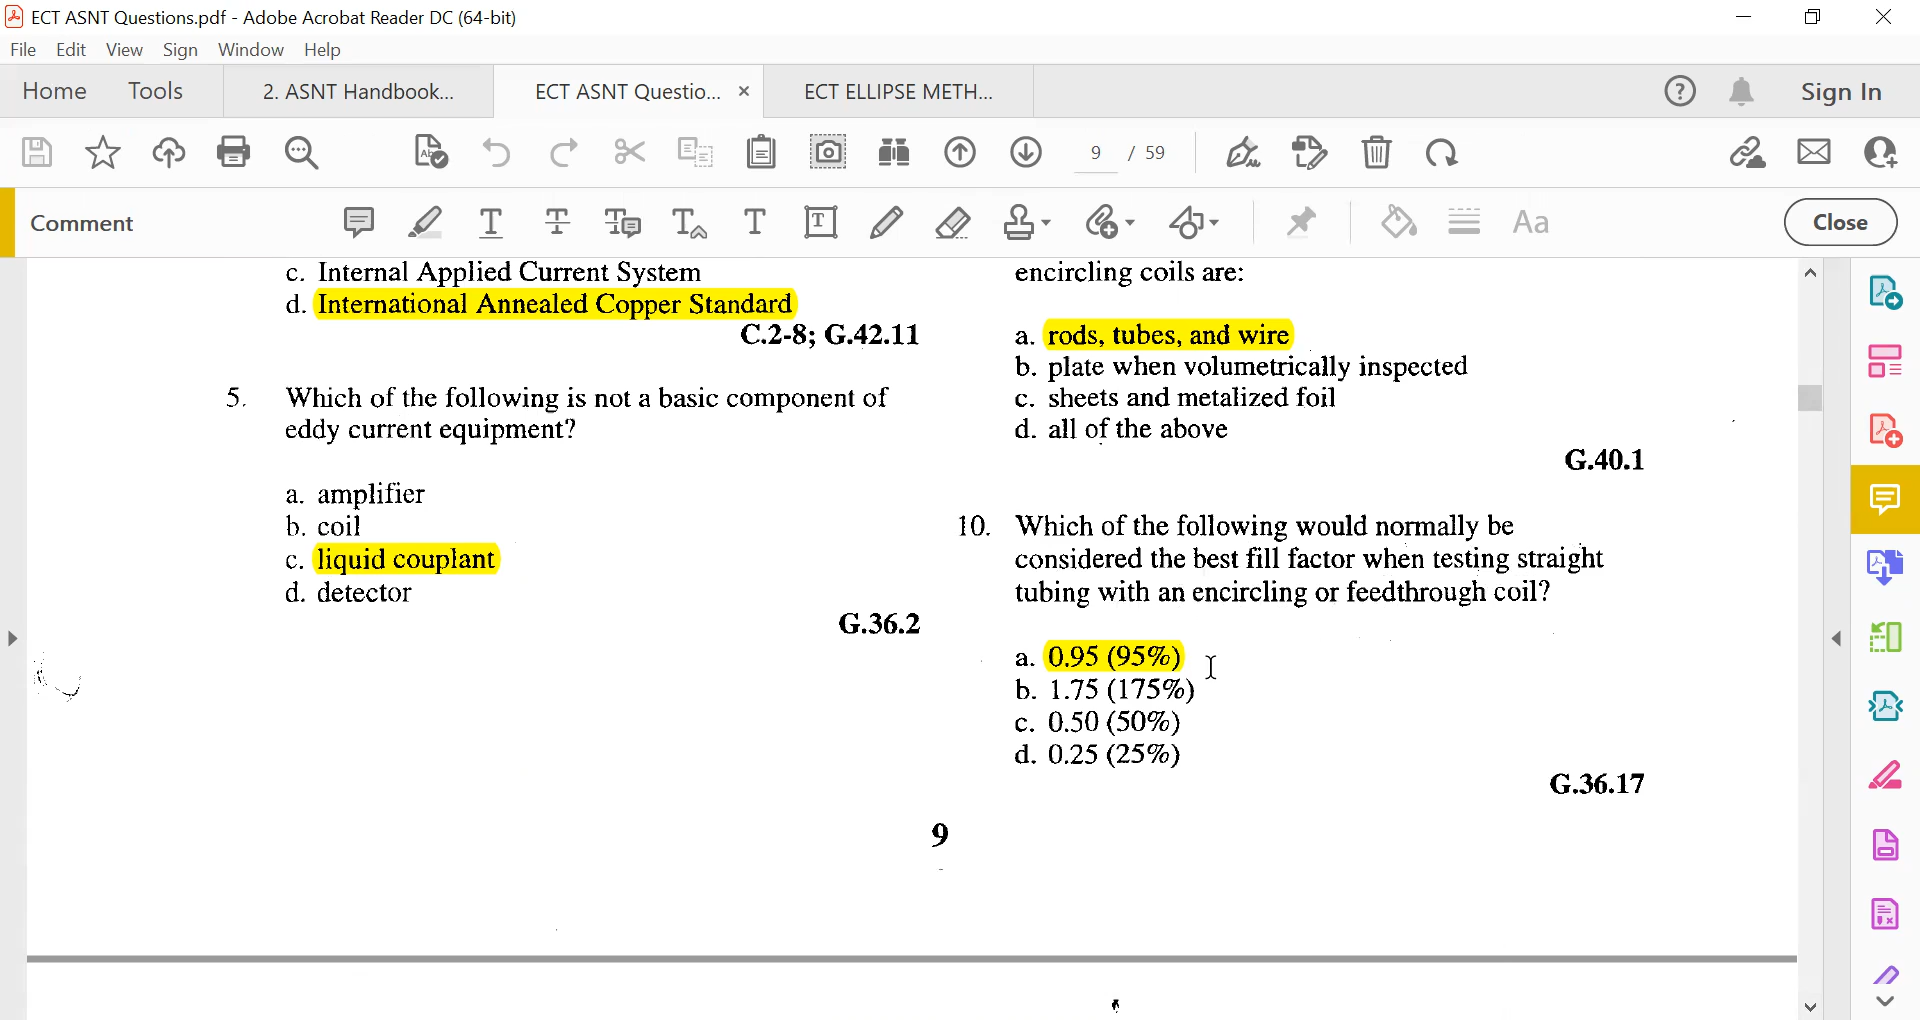 ECT ASNT Questions.pdf - Adobe Acrobat Reader DC (64-bit)
File Edit View Sign Window Help
Home Tools 2. ASNT Handbook... ECT ASNT Questio... × ECT ELLIPSE METH... Sign In
9 / 59
Comment Close
c. Internal Applied Current System
d. International Annealed Copper Standard
C.2-8; G.42.11
5. Which of the following is not a basic component of
eddy current equipment?
a. amplifier
b. coil
c. liquid couplant
d. detector
G.36.2
encircling coils are:
a. rods, tubes, and wire
b. plate when volumetrically inspected
c. sheets and metalized foil
d. all of the above
G.40.1
10. Which of the following would normally be
considered the best fill factor when testing straight
tubing with an encircling or feedthrough coil?
a. 0.95 (95%)
b. 1.75 (175%)
c. 0.50 (50%)
d. 0.25 (25%)
G.36.17
9